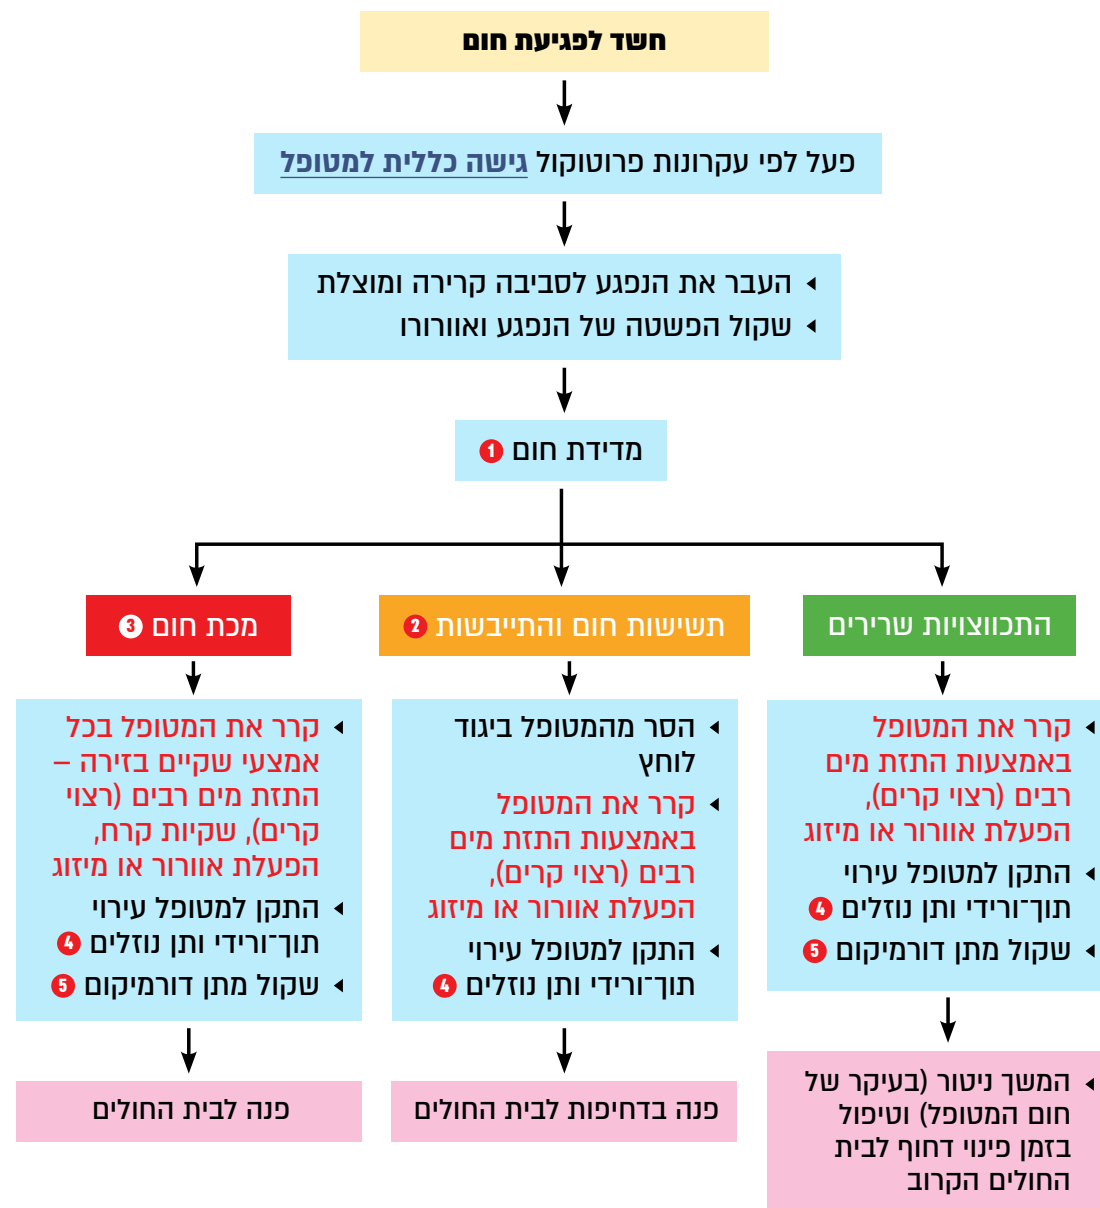 חשד לפגיעת חום
פעל לפי עקרונות פרוטוקול גישה כללית למטופל
העבר את הנפגע לסביבה קרירה ומוצלת
שקול הפשטה של הנפגע ואוורורו
מדידת חום 1
התכווצויות שרירים
קרר את המטופל
באמצעות התזת מים
רבים (רצוי קרים),
הפעלת אוורור או מיזוג
התקן למטופל עירוי
תוך־ורידי ותן נוזלים 4
שקול מתן דורמיקום 5
המשך ניטור (בעיקר של
חום המטופל) וטיפול
בזמן פינוי דחוף לבית
החולים הקרוב
תשישות חום והתייבשות 2
הסר מהמטופל ביגוד
לוחץ
קרר את המטופל
באמצעות התזת מים
רבים (רצוי קרים),
הפעלת אוורור או מיזוג
התקן למטופל עירוי
תוך־ורידי ותן נוזלים 4
פנה בדחיפות לבית החולים
מכת חום 3
קרר את המטופל בכל
אמצעי שקיים בזירה –
התזת מים רבים (רצוי
קרים), שקיות קרח,
הפעלת אוורור או מיזוג
התקן למטופל עירוי
תוך־ורידי ותן נוזלים 4
שקול מתן דורמיקום 5
פנה לבית החולים